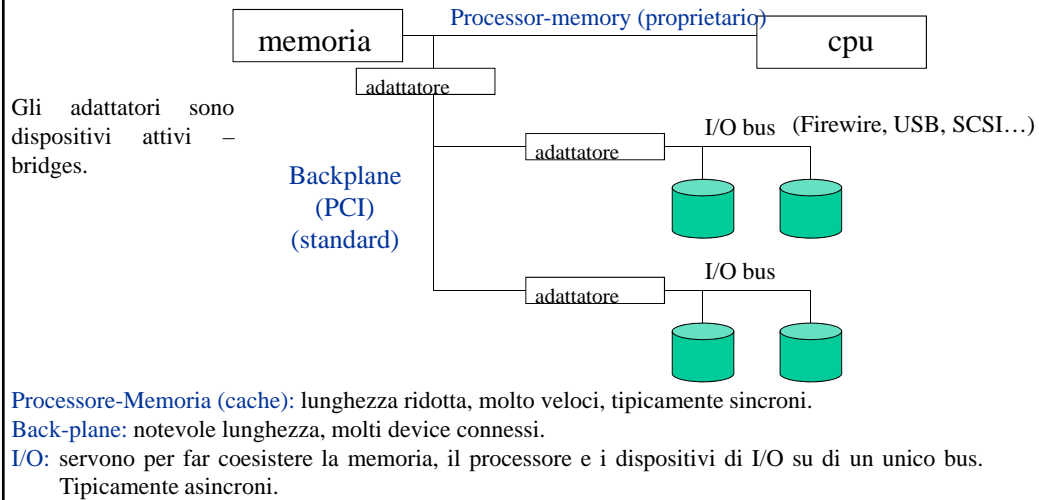 Processor-memory (proprietario)
memoria
cpu
adattatore
Gli adattatori sono
dispositivi attivi –
bridges.
I/O bus (Firewire, USB, SCSI…)
adattatore
Backplane
(PCI)
(standard)
I/O bus
adattatore
Processore-Memoria (cache): lunghezza ridotta, molto veloci, tipicamente sincroni.
Back-plane: notevole lunghezza, molti device connessi.
I/O: servono per far coesistere la memoria, il processore e i dispositivi di I/O su di un unico bus.
Tipicamente asincroni.